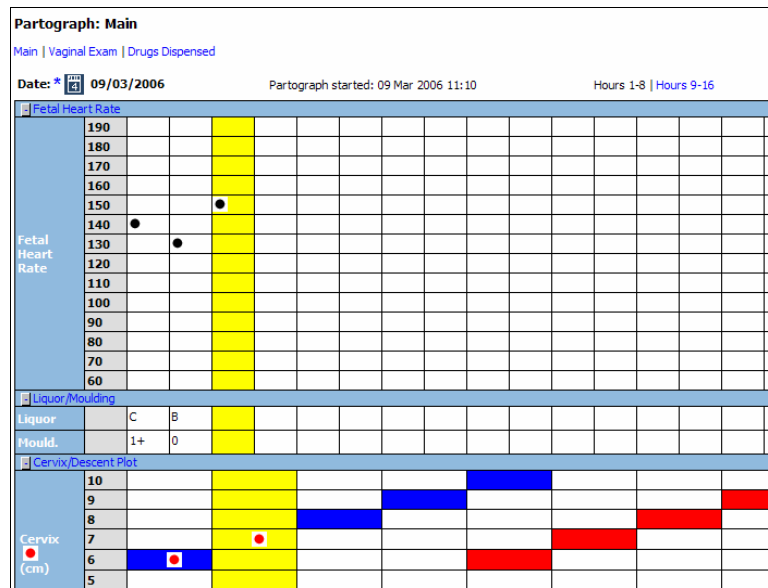 Partograph: Main
Main | Vaginal Exam | Drugs Dispensed
Date: * 4 09/03/2006 Partograph started: 09 Mar 2006 11:10 Hours 1-8 | Hours 9-16
- Fetal Heart Rate
Fetal Heart Rate
190
180
170
160
150
140
130
120
110
100
90
80
70
60
- Liquor/Moulding
Liquor C B
Mould. 1+ 0
- Cervix/Descent Plot
Cervix (cm)
10
9
8
7
6
5